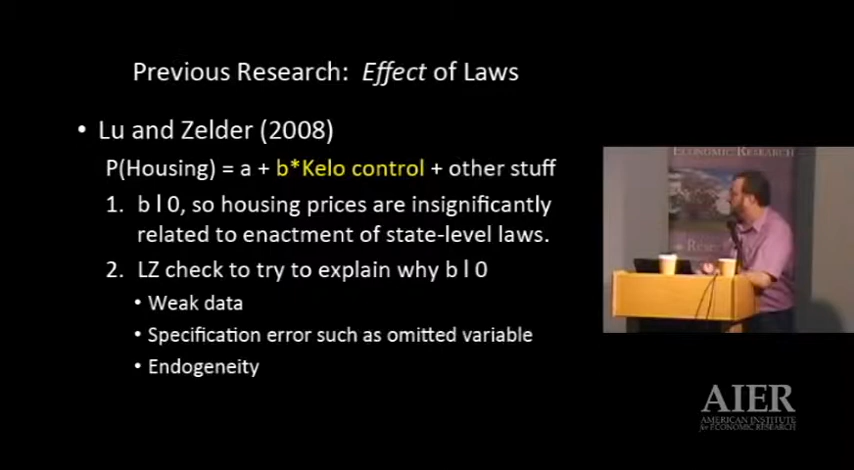 Previous Research: Effect of Laws
• Lu and Zelder (2008)
P(Housing) = a + b*Kelo control + other stuff
1. b l 0, so housing prices are insignificantly
related to enactment of state-level laws.
2. LZ check to try to explain why b l 0
• Weak data
• Specification error such as omitted variable
• Endogeneity
Economic Research
AIER
AMERICAN INSTITUTE
for ECONOMIC RESEARCH